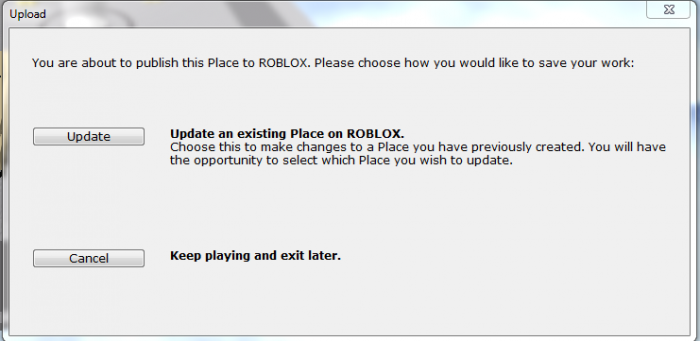 Upload
You are about to publish this Place to ROBLOX. Please choose how you would like to save your work:
Update
Update an existing Place on ROBLOX.
Choose this to make changes to a Place you have previously created. You will have
the opportunity to select which Place you wish to update.
Cancel
Keep playing and exit later.